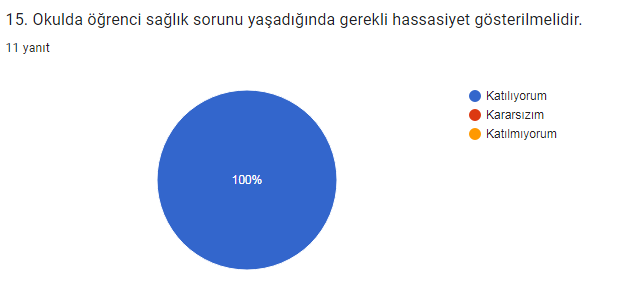 15. Okulda öğrenci sağlık sorunu yaşadığında gerekli hassasiyet gösterilmelidir.
11 yanıt
Katılıyorum
Kararsızım
Katılmıyorum
100%